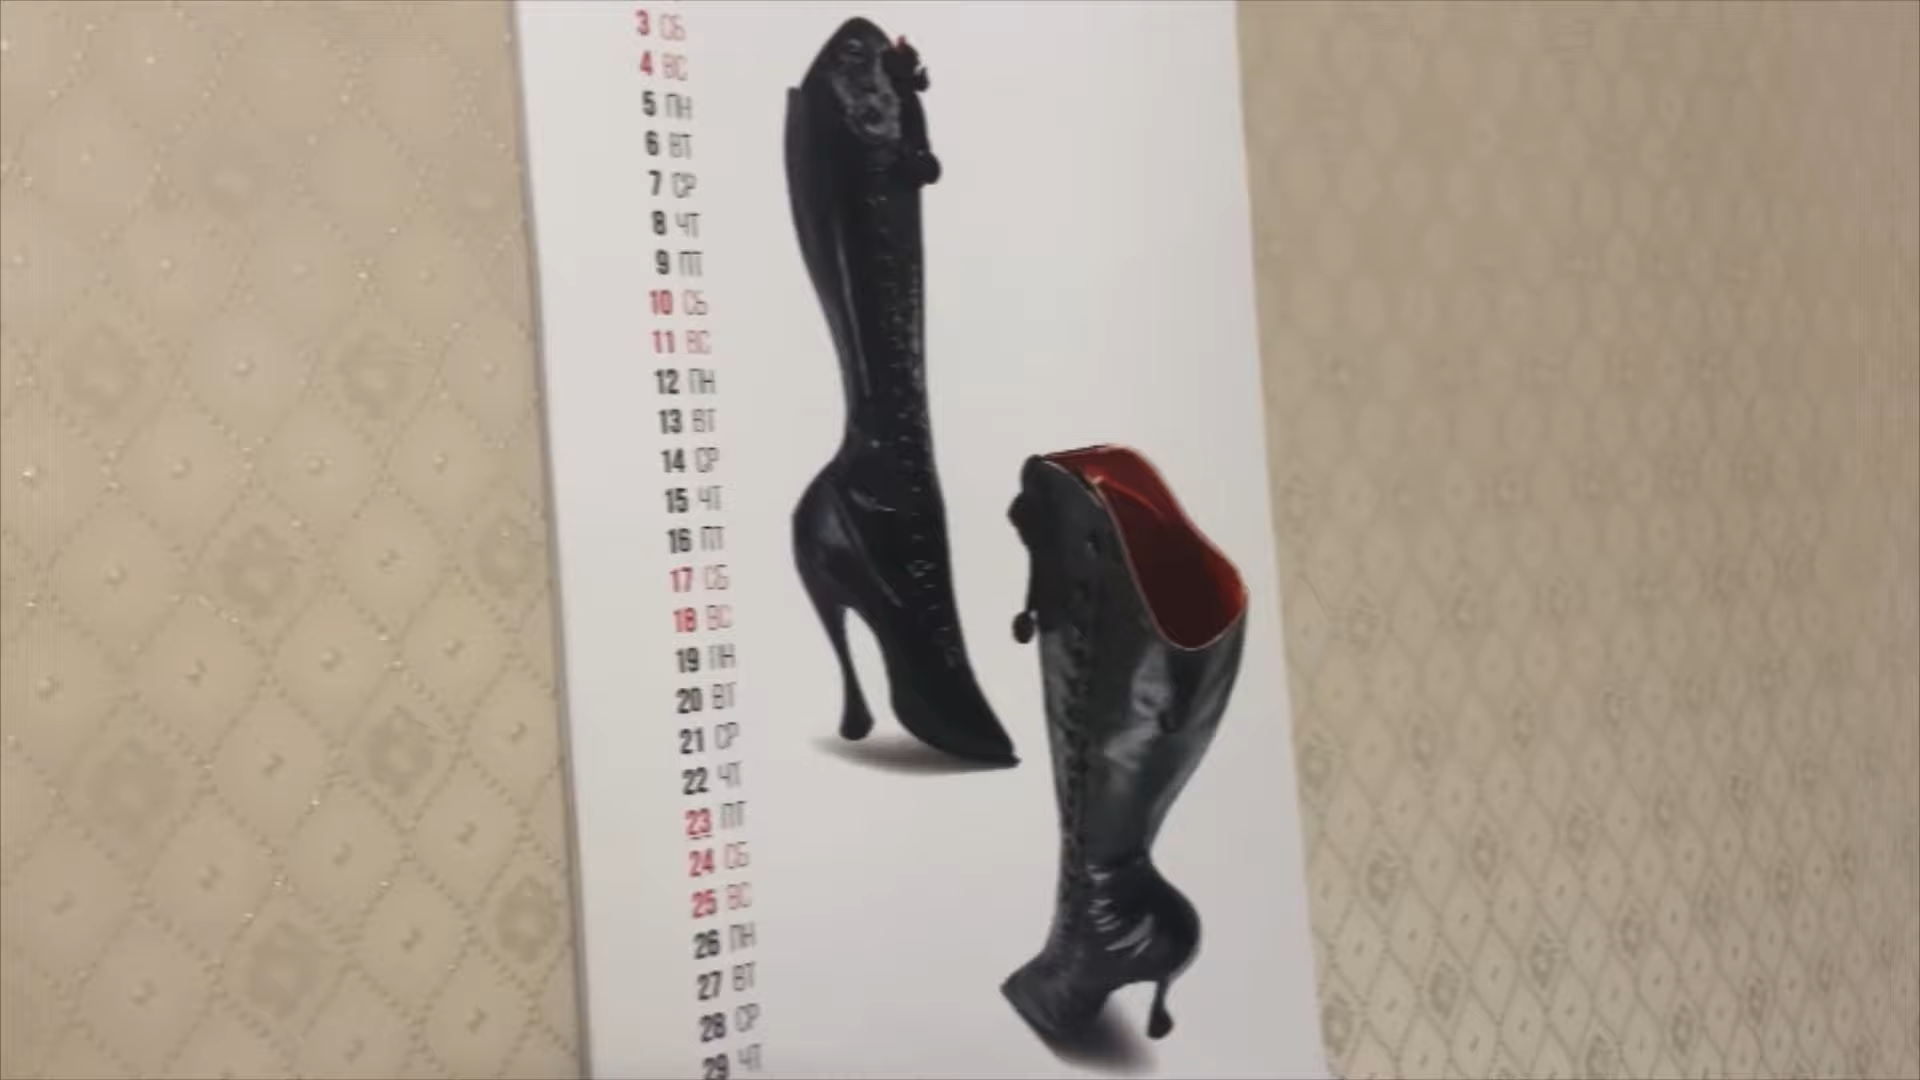 3 СБ
4 ВС
5 ПН
6 ВТ
7 СР
8 ЧТ
9 ПТ
10 СБ
11 ВС
12 ПН
13 ВТ
14 СР
15 ЧТ
16 ПТ
17 СБ
18 ВС
19 ПН
20 ВТ
21 СР
22 ЧТ
23 ПТ
24 СБ
25 ВС
26 ПН
27 ВТ
28 СР
29 ЧТ